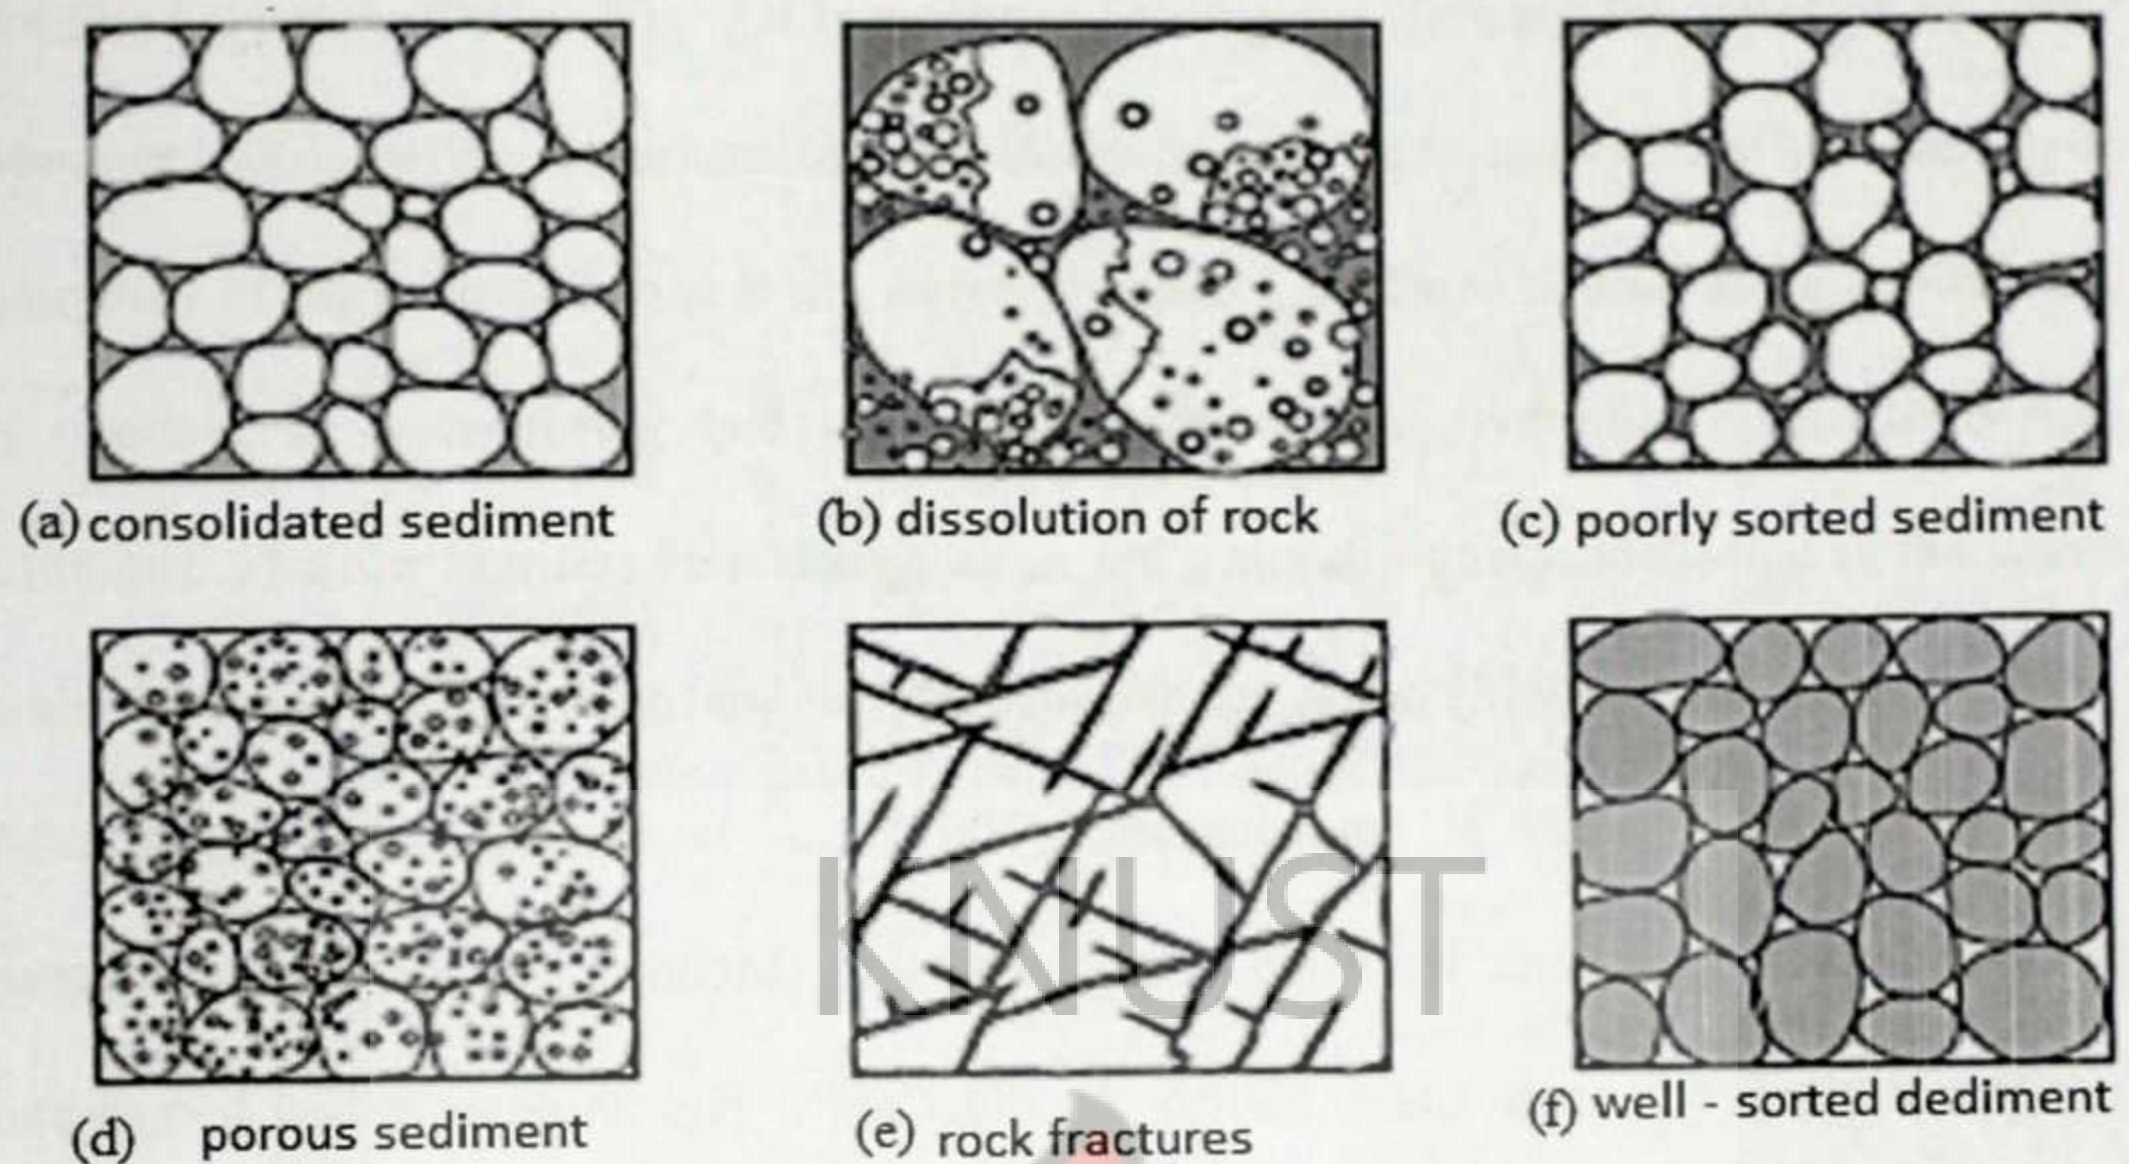 (a) consolidated sediment
(b) dissolution of rock
(c) poorly sorted sediment
KNUST
(d) porous sediment
(e) rock fractures
(f) well - sorted dediment